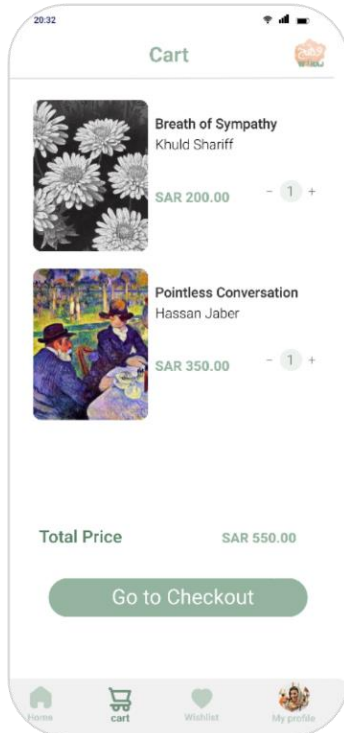 20:32
Cart
Breath of Sympathy
Khuld Shariff
SAR 200.00
- 1 +
Pointless Conversation
Hassan Jaber
SAR 350.00
- 1 +
Total Price SAR 550.00
Go to Checkout
Home cart Wishlist My profile